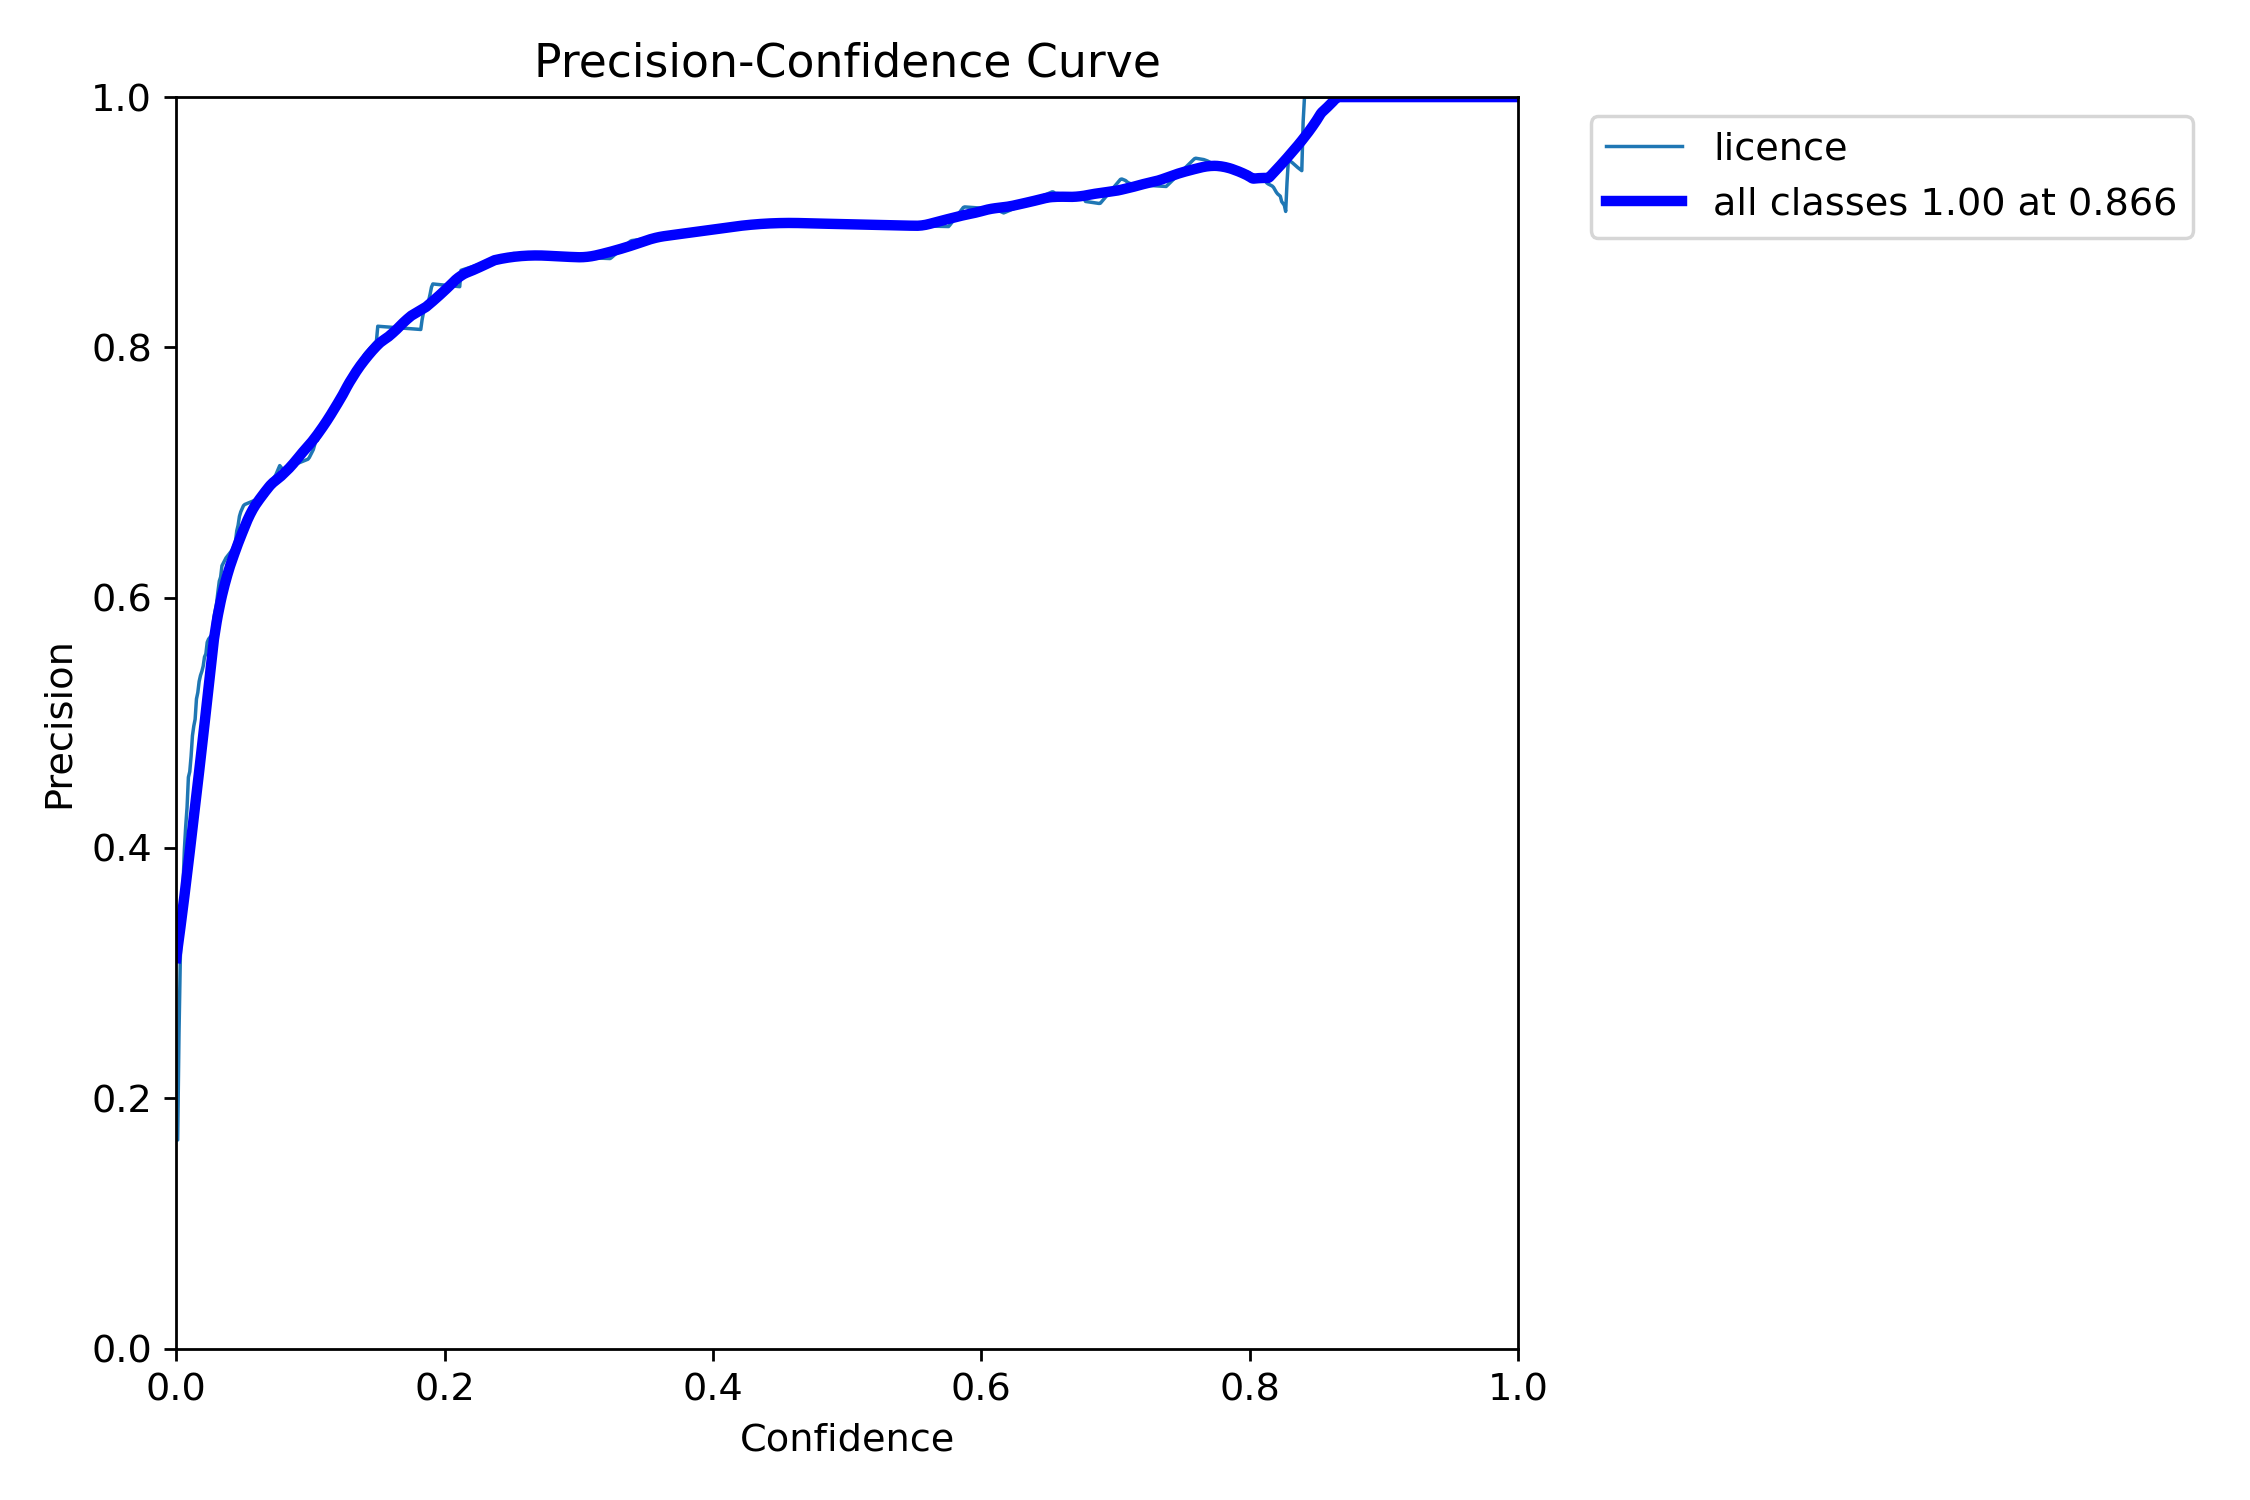 Precision-Confidence Curve
1.0
0.8
0.6
0.4
0.2
0.0
Precision
0.0 0.2 0.4 0.6 0.8 1.0
Confidence
licence
all classes 1.00 at 0.866